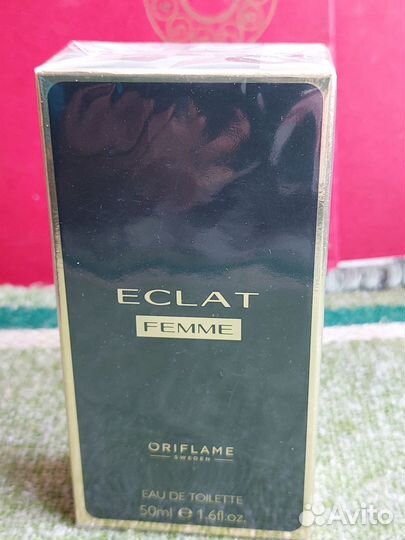 ECLAT
FEMME
ORIFLAME
SWEDEN
EAU DE TOILETTE
50ml ℮ 1.6fl.oz.
Avito